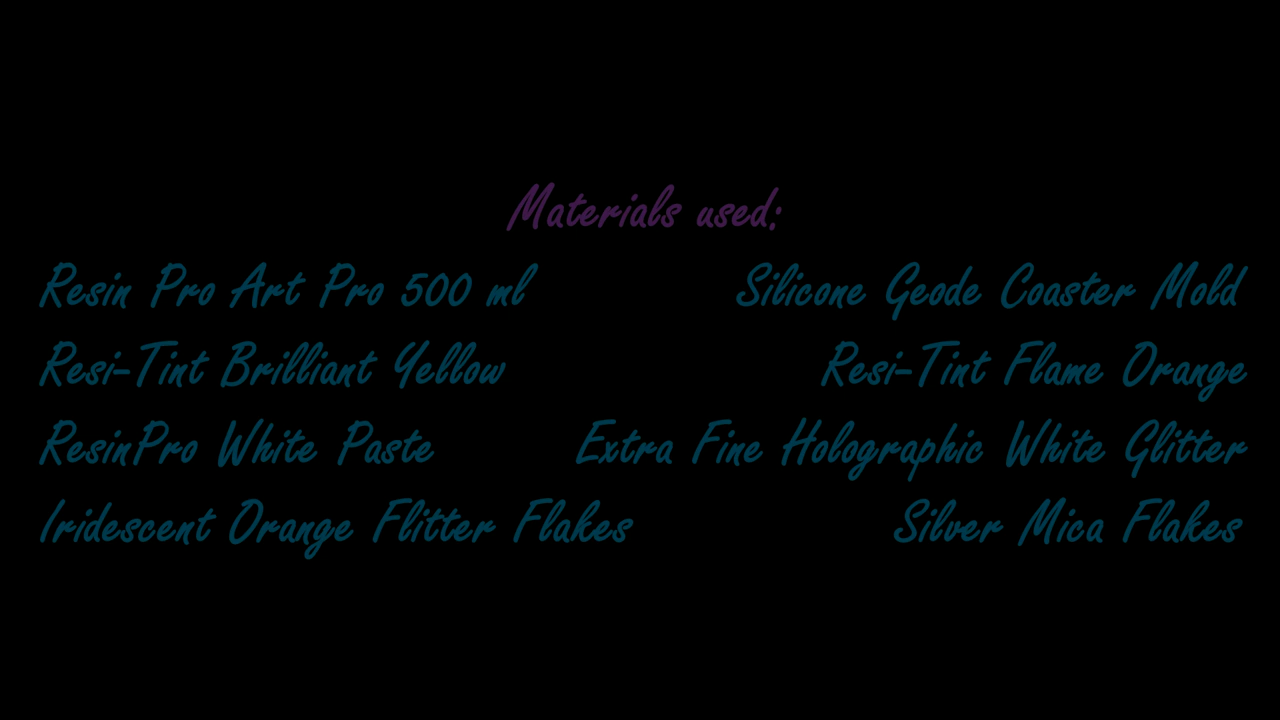 Materials used:
Resin Pro Art Pro 500 ml Silicone Geode Coaster Mold
Resi-Tint Brilliant Yellow Resi-Tint Flame Orange
ResinPro White Paste Extra Fine Holographic White Glitter
Iridescent Orange Flitter Flakes Silver Mica Flakes